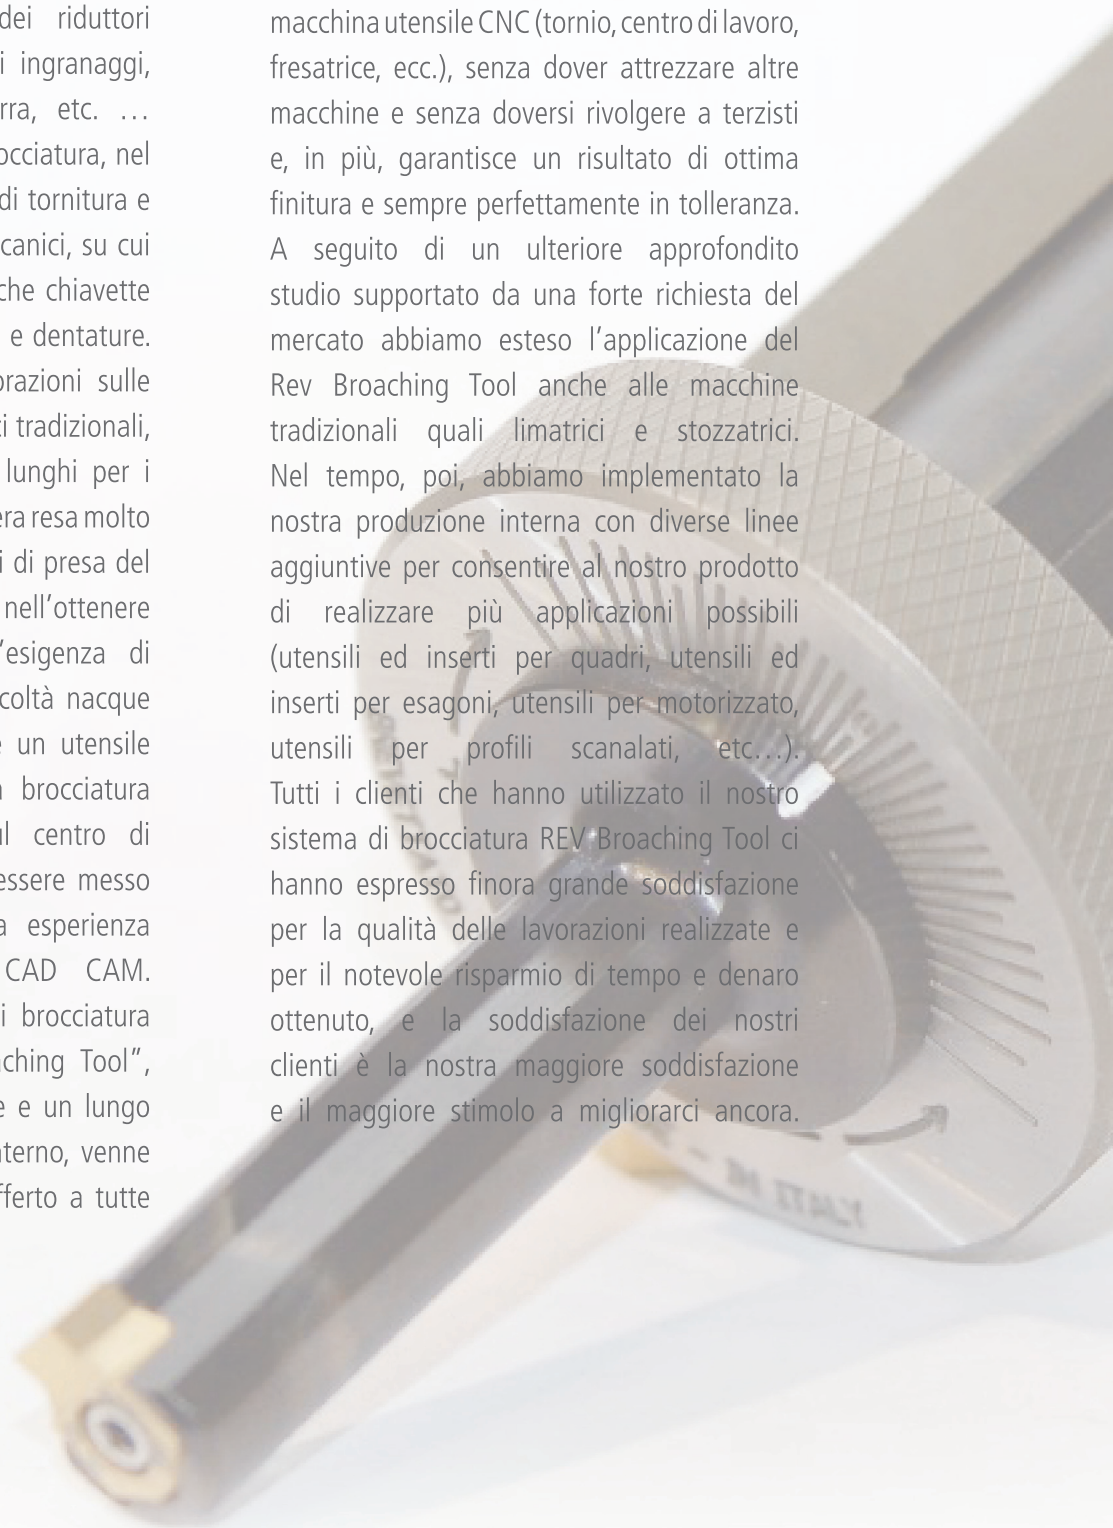 dei riduttori
i ingranaggi,
rra, etc. …
occiatura, nel
di tornitura e
canici, su cui
che chiavette
e dentature.
orazioni sulle
i tradizionali,
lunghi per i
era resa molto
i di presa del
nell’ottenere
’esigenza di
coltà nacque
e un utensile
a brocciatura
ul centro di
essere messo
a esperienza
CAD CAM.
i brocciatura
aching Tool”,
e e un lungo
nterno, venne
fferto a tutte
macchina utensile CNC (tornio, centro di lavoro,
fresatrice, ecc.), senza dover attrezzare altre
macchine e senza doversi rivolgere a terzisti
e, in più, garantisce un risultato di ottima
finitura e sempre perfettamente in tolleranza.
A seguito di un ulteriore approfondito
studio supportato da una forte richiesta del
mercato abbiamo esteso l’applicazione del
Rev Broaching Tool anche alle macchine
tradizionali quali limatrici e stozzatrici.
Nel tempo, poi, abbiamo implementato la
nostra produzione interna con diverse linee
aggiuntive per consentire al nostro prodotto
di realizzare più applicazioni possibili
(utensili ed inserti per quadri, utensili ed
inserti per esagoni, utensili per motorizzato,
utensili per profili scanalati, etc…).
Tutti i clienti che hanno utilizzato il nostro
sistema di brocciatura REV Broaching Tool ci
hanno espresso finora grande soddisfazione
per la qualità delle lavorazioni realizzate e
per il notevole risparmio di tempo e denaro
ottenuto, e la soddisfazione dei nostri
clienti è la nostra maggiore soddisfazione
e il maggiore stimolo a migliorarci ancora.
- IN ITALY